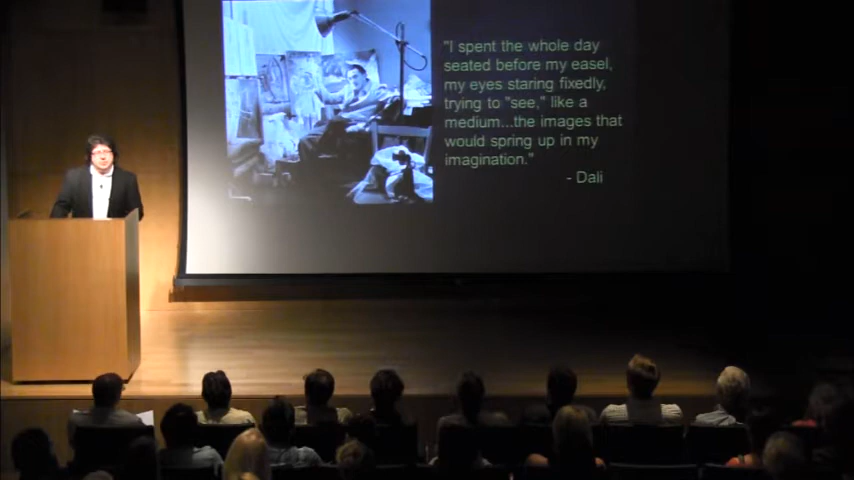 "I spent the whole day
seated before my easel,
my eyes staring fixedly,
trying to "see," like a
medium...the images that
would spring up in my
imagination."
- Dali